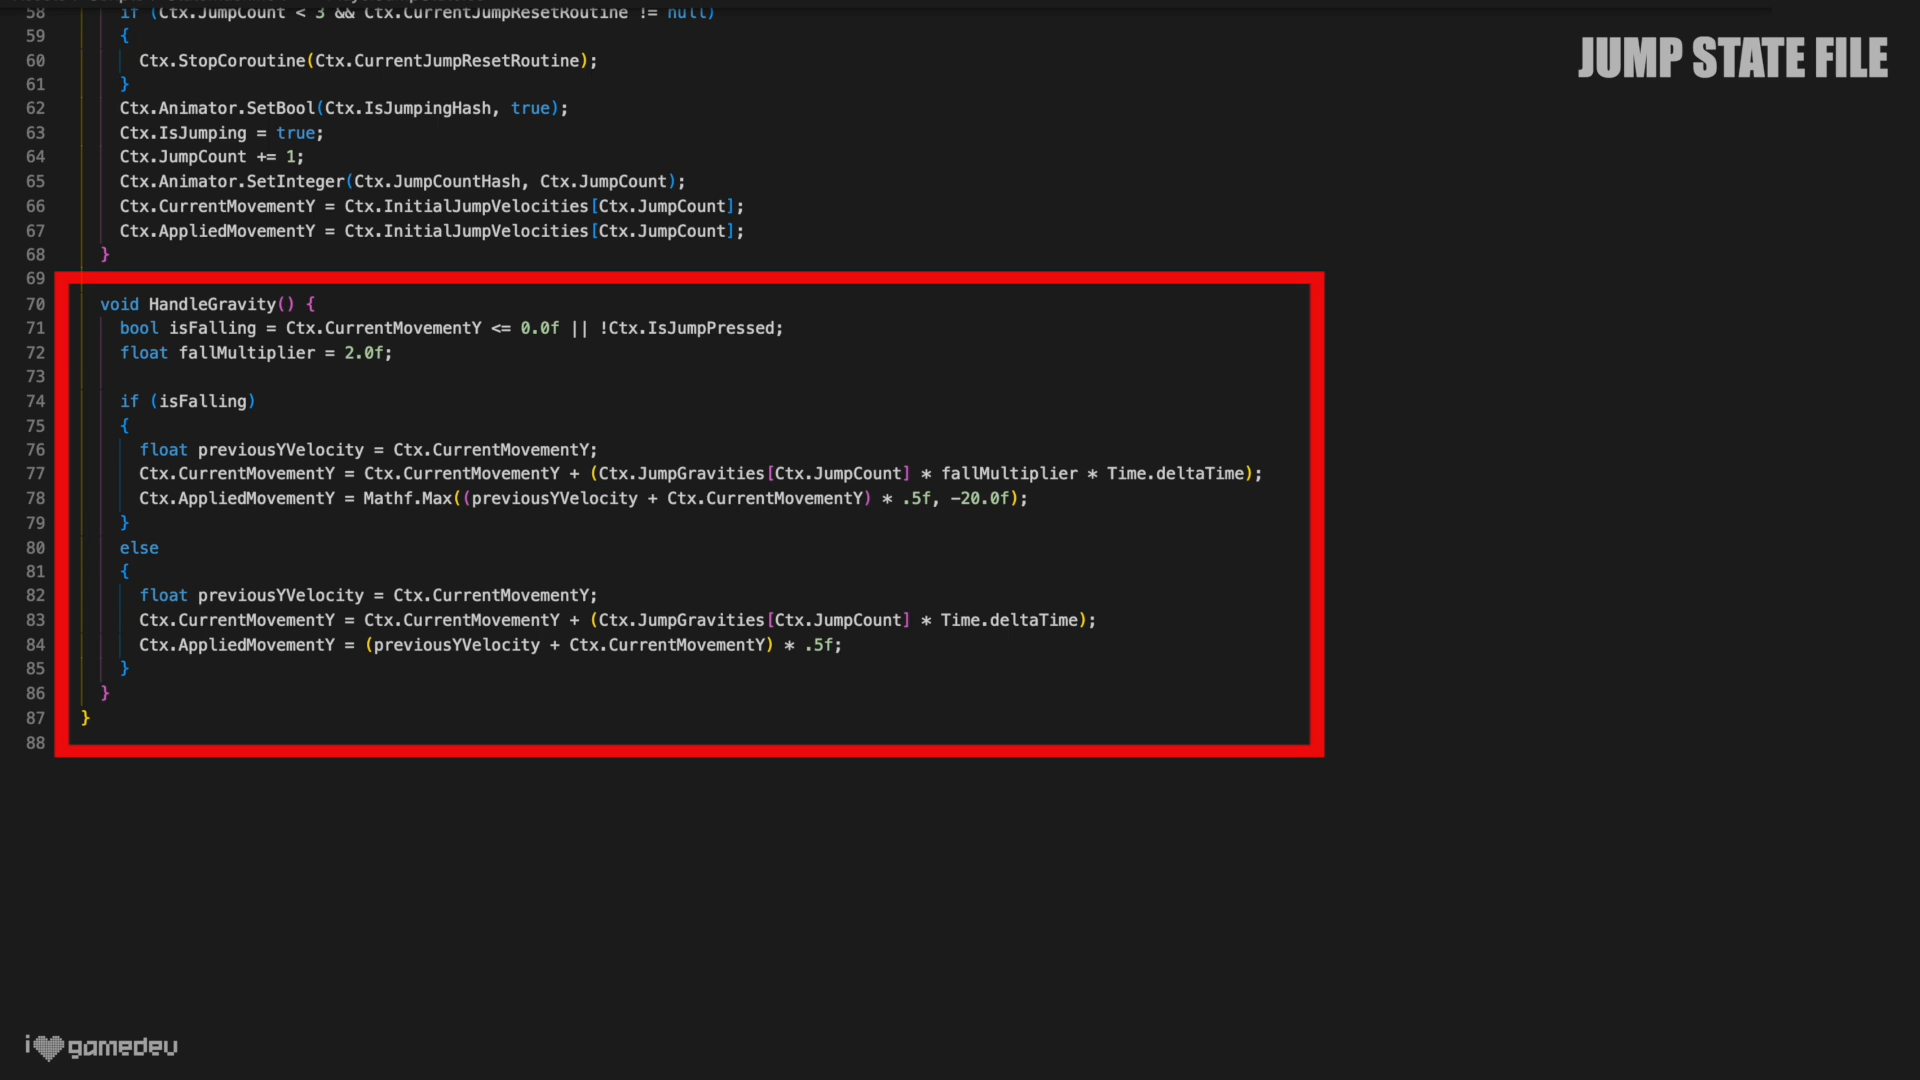 58 if (Ctx.JumpCount < 3 && Ctx.CurrentJumpResetRoutine != null)
59 {
60 Ctx.StopCoroutine(Ctx.CurrentJumpResetRoutine);
61 }
62 Ctx.Animator.SetBool(Ctx.IsJumpingHash, true);
63 Ctx.IsJumping = true;
64 Ctx.JumpCount += 1;
65 Ctx.Animator.SetInteger(Ctx.JumpCountHash, Ctx.JumpCount);
66 Ctx.CurrentMovementY = Ctx.InitialJumpVelocities[Ctx.JumpCount];
67 Ctx.AppliedMovementY = Ctx.InitialJumpVelocities[Ctx.JumpCount];
68 }
69
70 void HandleGravity() {
71 bool isFalling = Ctx.CurrentMovementY <= 0.0f || !Ctx.IsJumpPressed;
72 float fallMultiplier = 2.0f;
73
74 if (isFalling)
75 {
76 float previousYVelocity = Ctx.CurrentMovementY;
77 Ctx.CurrentMovementY = Ctx.CurrentMovementY + (Ctx.JumpGravities[Ctx.JumpCount] * fallMultiplier * Time.deltaTime);
78 Ctx.AppliedMovementY = Mathf.Max((previousYVelocity + Ctx.CurrentMovementY) * .5f, -20.0f);
79 }
80 else
81 {
82 float previousYVelocity = Ctx.CurrentMovementY;
83 Ctx.CurrentMovementY = Ctx.CurrentMovementY + (Ctx.JumpGravities[Ctx.JumpCount] * Time.deltaTime);
84 Ctx.AppliedMovementY = (previousYVelocity + Ctx.CurrentMovementY) * .5f;
85 }
86 }
87 }
88
JUMP STATE FILE
i gamedev